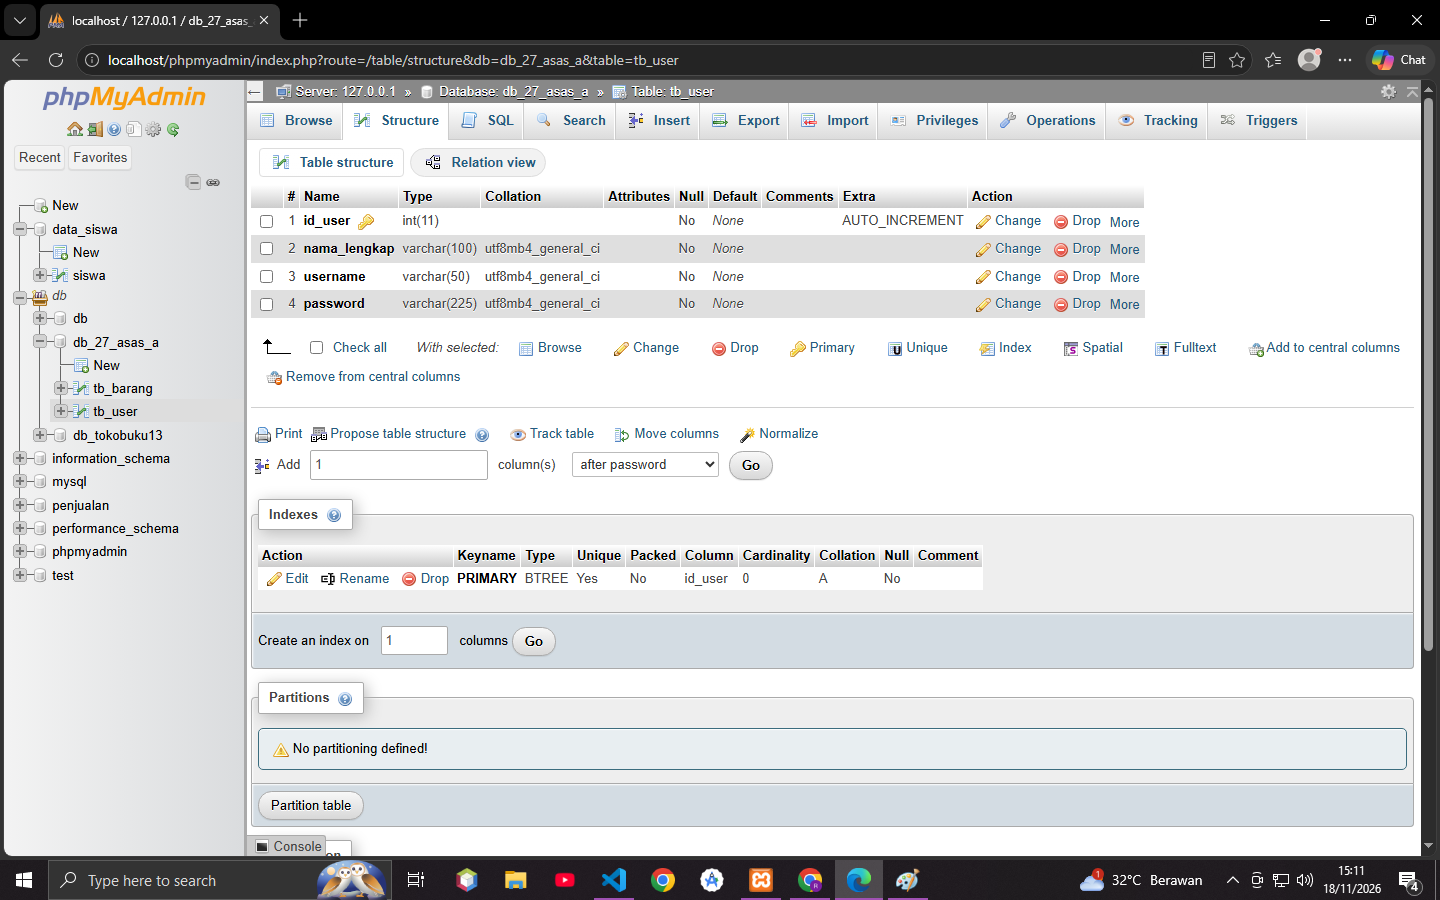 localhost / 127.0.0.1 / db_27_asas_
localhost/phpmyadmin/index.php?route=/table/structure&db=db_27_asas_a&table=tb_user
Chat
phpMyAdmin
Recent Favorites
New
data_siswa
New
siswa
db
db
db_27_asas_a
New
tb_barang
tb_user
db_tokobuku13
information_schema
mysql
penjualan
performance_schema
phpmyadmin
test
Server: 127.0.0.1 » Database: db_27_asas_a » Table: tb_user
Browse Structure SQL Search Insert Export Import Privileges Operations Tracking Triggers
Table structure Relation view
# Name Type Collation Attributes Null Default Comments Extra Action
1 id_user int(11) No None AUTO_INCREMENT Change Drop More
2 nama_lengkap varchar(100) utf8mb4_general_ci No None Change Drop More
3 username varchar(50) utf8mb4_general_ci No None Change Drop More
4 password varchar(225) utf8mb4_general_ci No None Change Drop More
Check all With selected: Browse Change Drop Primary Unique Index Spatial Fulltext Add to central columns
Remove from central columns
Print Propose table structure Track table Move columns Normalize
Add 1 column(s) after password Go
Indexes
Action Keyname Type Unique Packed Column Cardinality Collation Null Comment
Edit Rename Drop PRIMARY BTREE Yes No id_user 0 A No
Create an index on 1 columns Go
Partitions
No partitioning defined!
Partition table
Console
Type here to search
1
32°C Berawan
15:11
18/11/2026
4